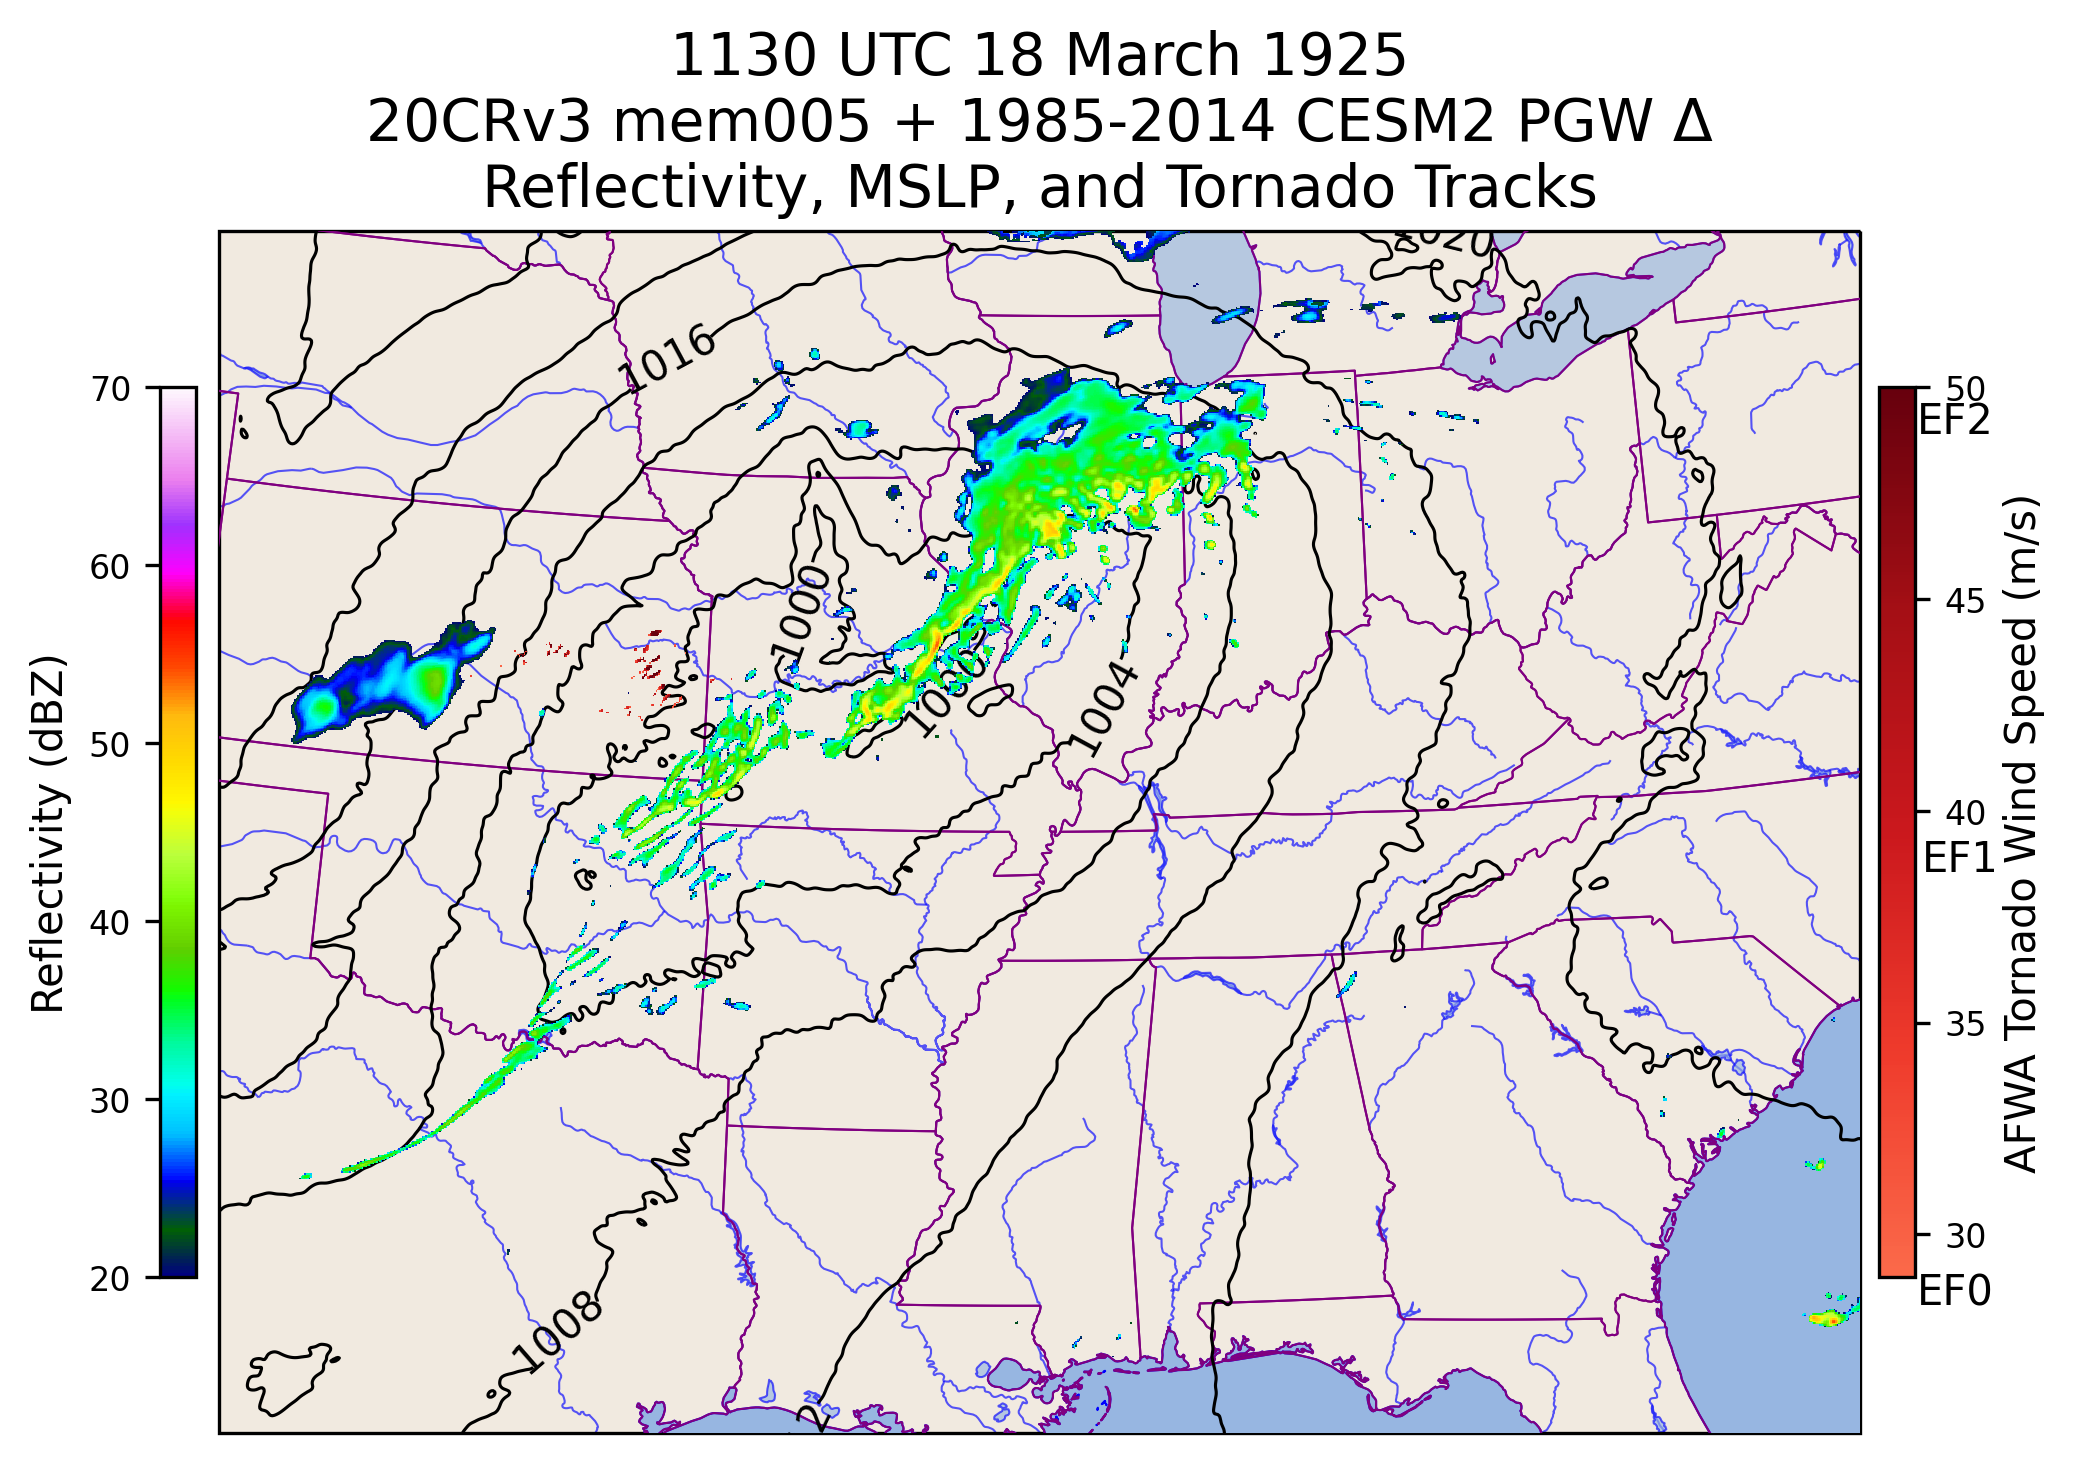 1130 UTC 18 March 1925
20CRv3 mem005 + 1985-2014 CESM2 PGW Δ
Reflectivity, MSLP, and Tornado Tracks
1016
1000
1004
1008
70
60
50
40
30
20
Reflectivity (dBZ)
50
EF2
45
40
EF1
35
30
EF0
AFWA Tornado Wind Speed (m/s)